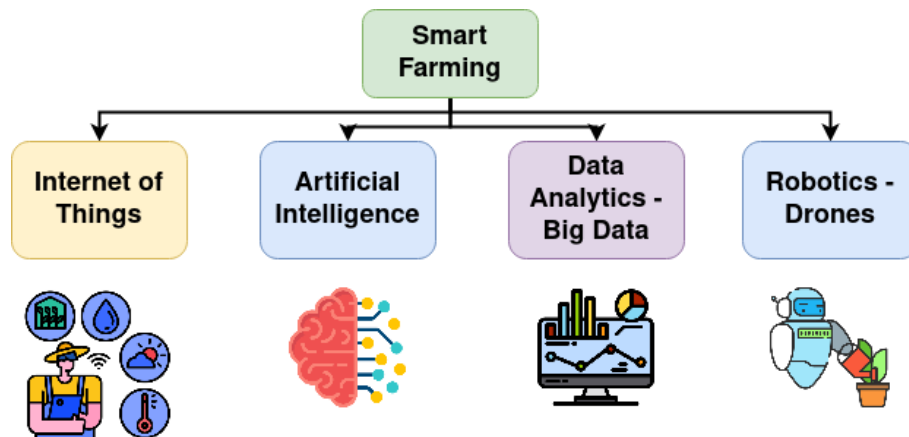 Smart
Farming
Internet of
Things
Artificial
Intelligence
Data
Analytics -
Big Data
Robotics -
Drones